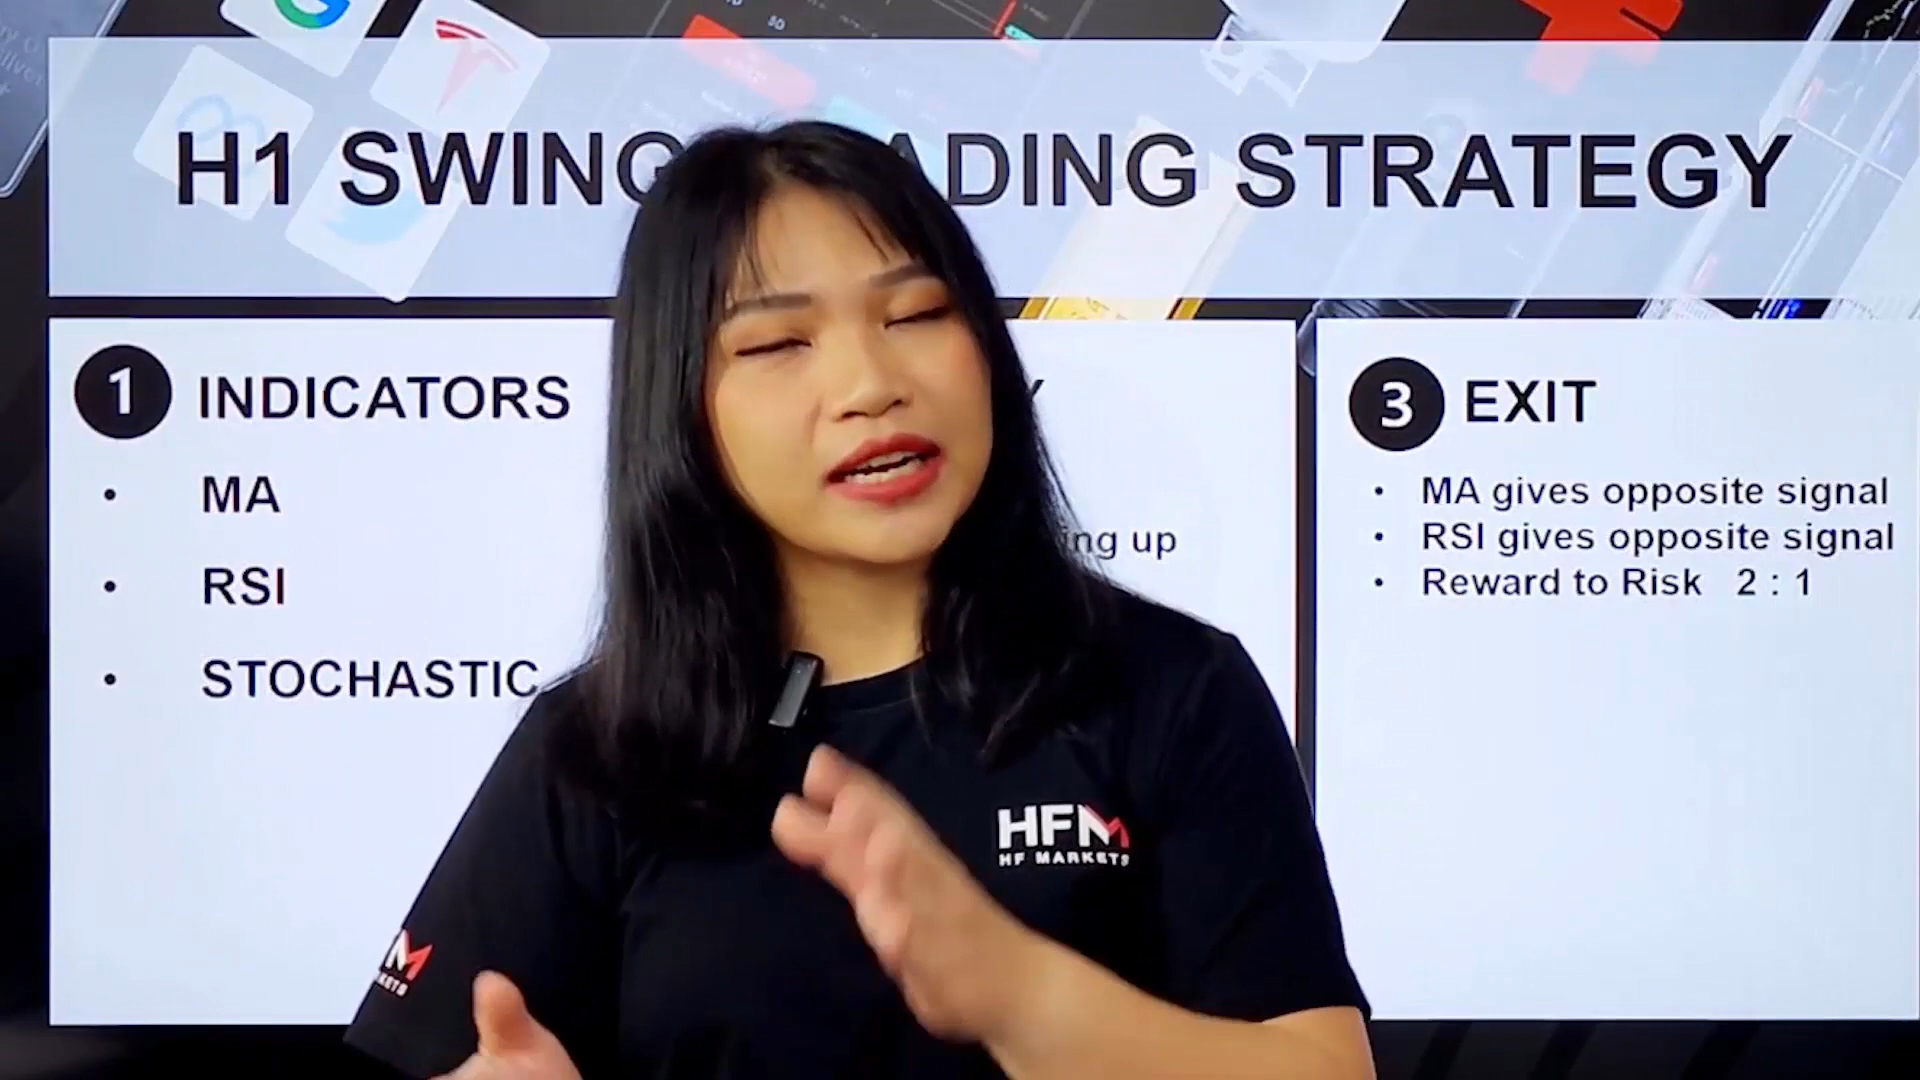 H1 SWING ADING STRATEGY
1 INDICATORS
• MA
• RSI
• STOCHASTIC
ing up
3 EXIT
• MA gives opposite signal
• RSI gives opposite signal
• Reward to Risk 2 : 1
HFM
HF MARKETS